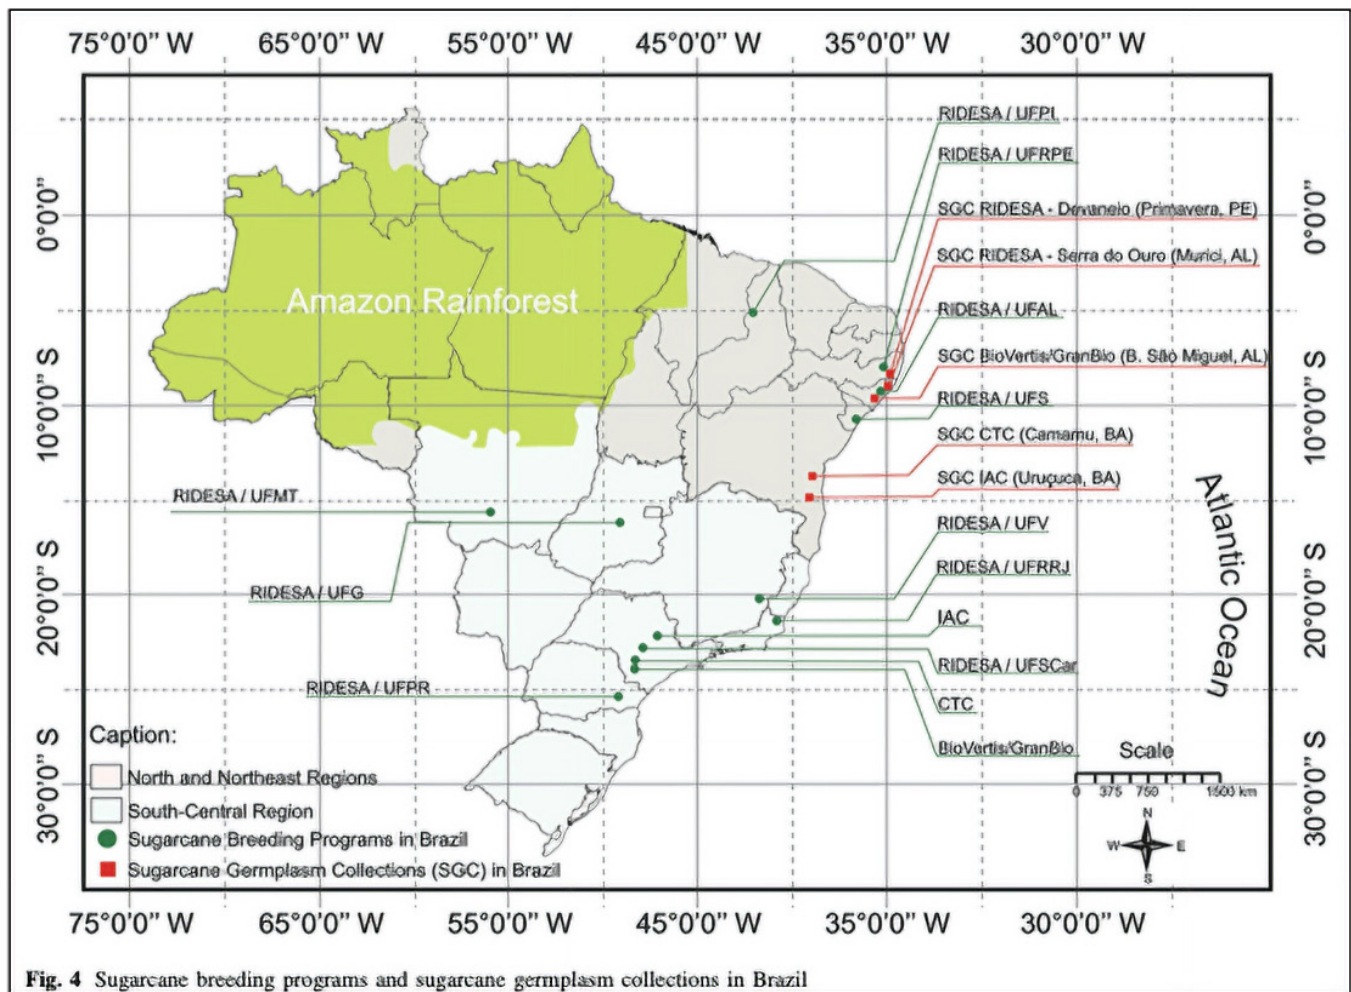 75°0'0" W 65°0'0" W 55°0'0" W 45°0'0" W 35°0'0" W 30°0'0" W
RIDESA / UFPI
RIDESA / UFRPE
SGC RIDESA - Devaneio (Primavera, PE)
SGC RIDESA - Serra do Ouro (Murici, AL)
RIDESA / UFAL
SGC BioVertis/GranBio (B. São Miguel, AL)
RIDESA / UFS
SGC CTC (Camamu, BA)
SGC IAC (Uruçuca, BA)
RIDESA / UFV
RIDESA / UFRRJ
IAC
RIDESA / UFSCar
CTC
BioVertis/GranBio
Amazon Rainforest
RIDESA / UFMT
RIDESA / UFG
RIDESA / UFPR
0°0'0"
10°0'0" S
20°0'0" S
30°0'0" S
0°0'0"
10°0'0" S
20°0'0" S
30°0'0" S
Atlantic Ocean
Caption:
North and Northeast Regions
South-Central Region
Sugarcane Breeding Programs in Brazil
Sugarcane Germplasm Collections (SGC) in Brazil
Scale
0 375 750 1500 km
N
W E
S
75°0'0" W 65°0'0" W 55°0'0" W 45°0'0" W 35°0'0" W 30°0'0" W
Fig. 4 Sugarcane breeding programs and sugarcane germplasm collections in Brazil